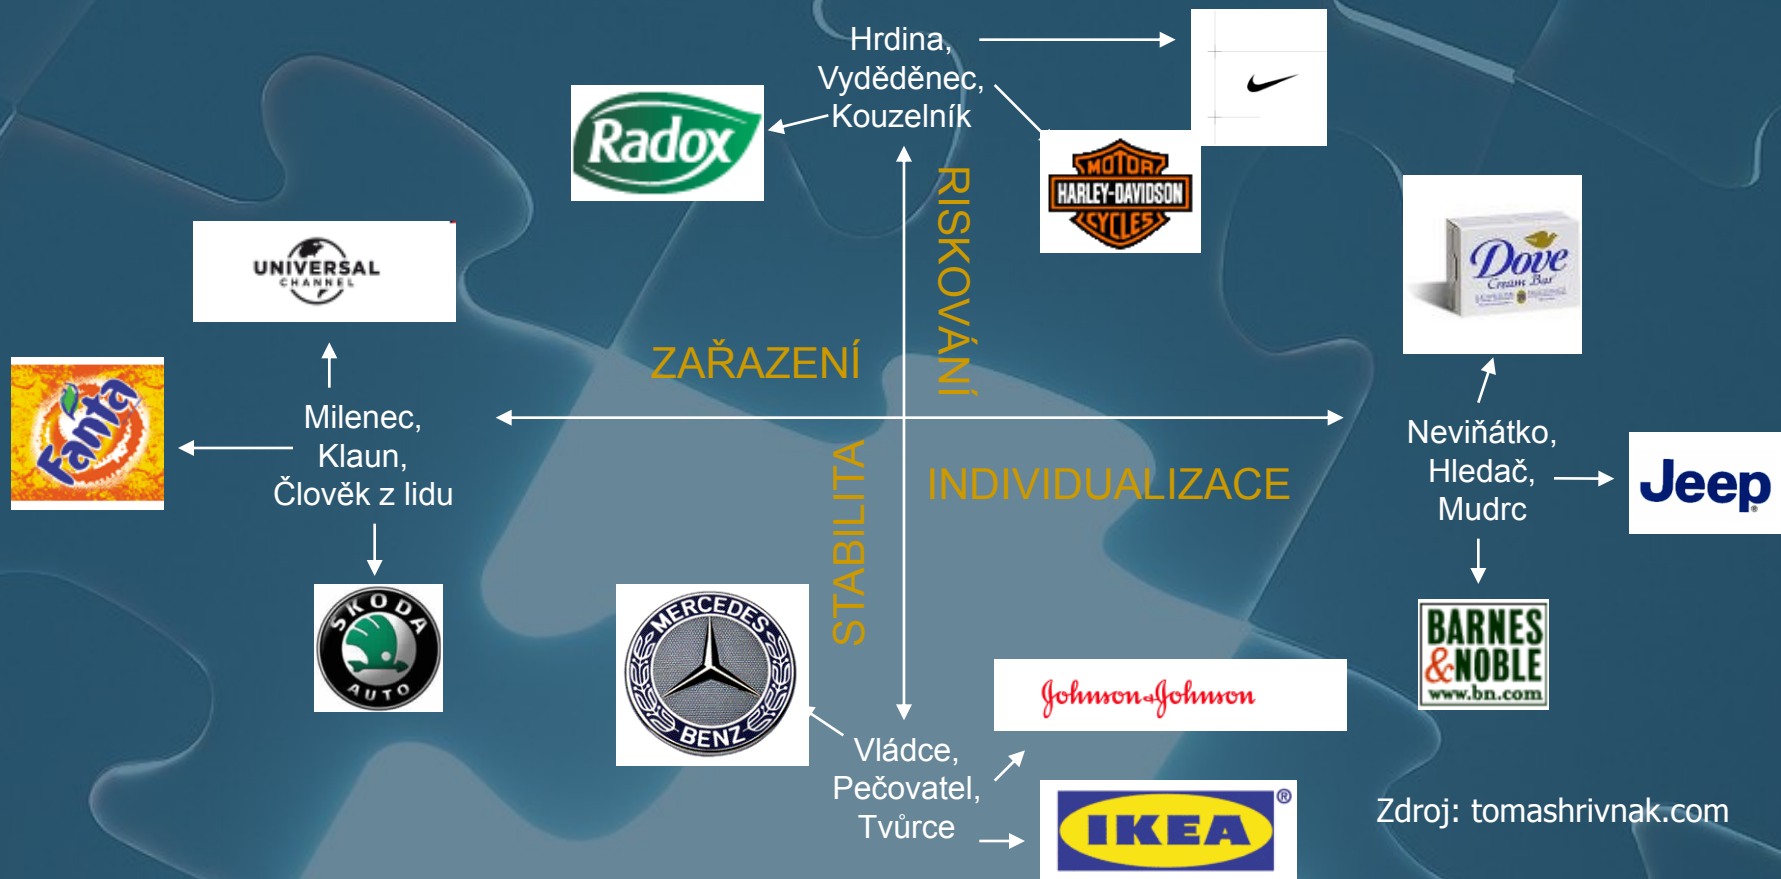 Hrdina,
Vyděděnec,
Kouzelník
Radox
MOTOR
HARLEY-DAVIDSON
CYCLES
RISKOVÁNÍ
UNIVERSAL
CHANNEL
Dove
Cream Bar
ZAŘAZENÍ
Fanta
Milenec,
Klaun,
Člověk z lidu
Neviňátko,
Hledač,
Mudrc
Jeep®
STABILITA
INDIVIDUALIZACE
SKODA
AUTO
MERCEDES
BENZ
BARNES
&NOBLE
www.bn.com
Johnson&Johnson
Vládce,
Pečovatel,
Tvůrce
IKEA®
Zdroj: tomashrivnak.com